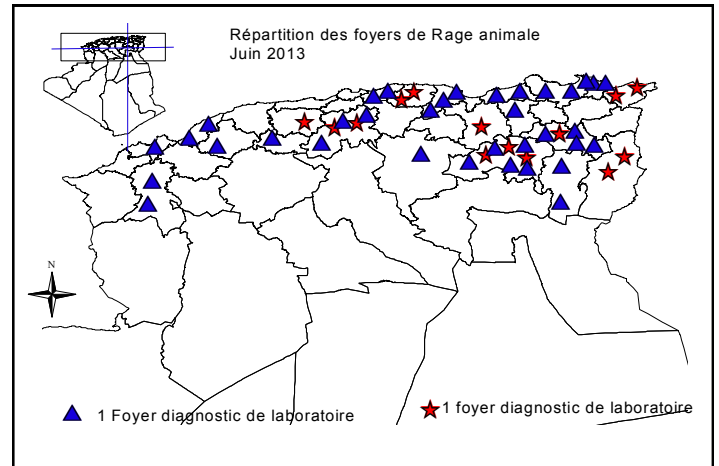 Répartition des foyers de Rage animale
Juin 2013
N
1 Foyer diagnostic de laboratoire
1 foyer diagnostic de laboratoire